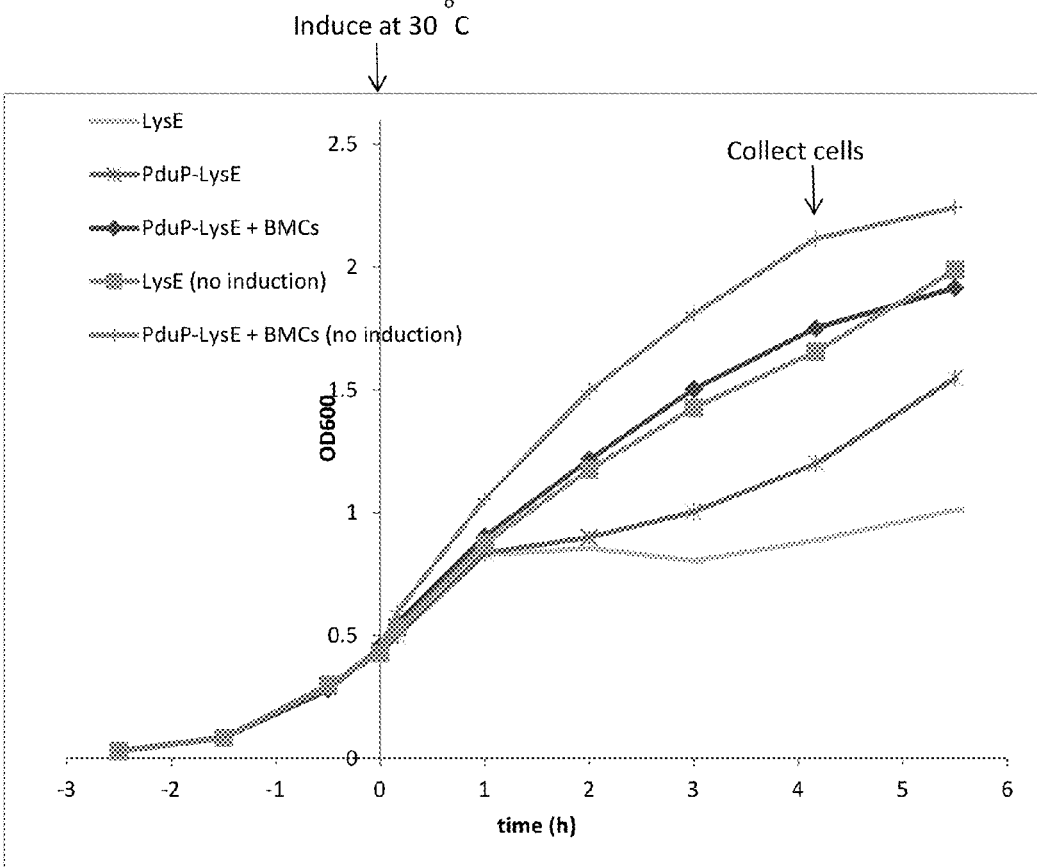 Induce at 30 °C
LysE
PduP-LysE
PduP-LysE + BMCs
LysE (no induction)
PduP-LysE + BMCs (no induction)
Collect cells
OD600
2.5
2
1.5
1
0.5
0
-3 -2 -1 0 1 2 3 4 5 6
time (h)